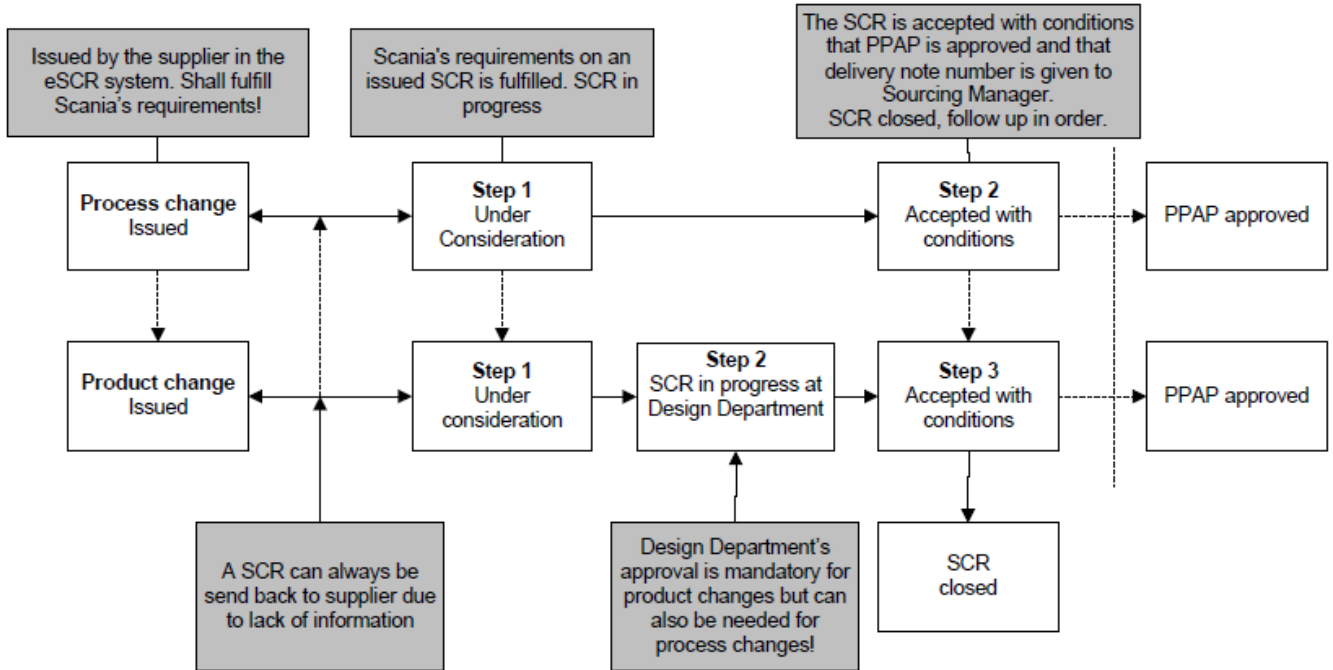 Issued by the supplier in the
eSCR system. Shall fulfill
Scania's requirements!
Scania's requirements on an
issued SCR is fulfilled. SCR in
progress
The SCR is accepted with conditions
that PPAP is approved and that
delivery note number is given to
Sourcing Manager.
SCR closed, follow up in order.
Process change
Issued
Step 1
Under
Consideration
Step 2
Accepted with
conditions
PPAP approved
Product change
Issued
Step 1
Under
consideration
Step 2
SCR in progress at
Design Department
Step 3
Accepted with
conditions
PPAP approved
A SCR can always be
send back to supplier due
to lack of information
Design Department's
approval is mandatory for
product changes but can
also be needed for
process changes!
SCR
closed